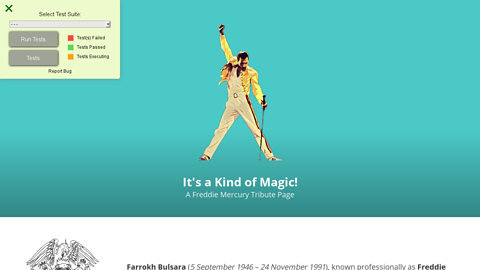 Select Test Suite:
---
Run Tests
Test(s) Failed
Tests Passed
Tests
Tests Executing
Report Bug
It's a Kind of Magic!
A Freddie Mercury Tribute Page
Farrokh Bulsara (5 September 1946 – 24 November 1991), known professionally as Freddie